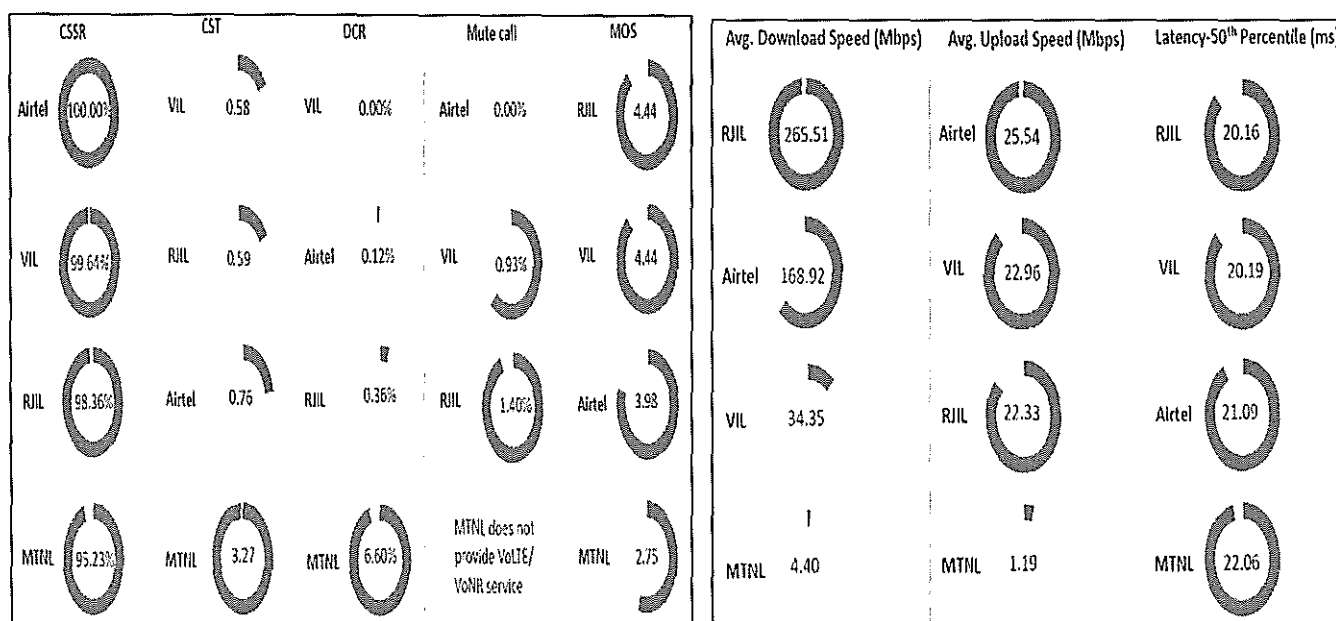 CSSR CST DCR Mute call MOS
Airtel 100.00% VIL 0.58 VIL 0.00% Airtel 0.00% RJIL 4.44
VIL 99.64% RJIL 0.59 Airtel 0.12% VIL 0.93% VIL 4.44
RJIL 98.36% Airtel 0.76 RJIL 0.36% RJIL 1.40% Airtel 3.98
MTNL 95.23% MTNL 3.27 MTNL 6.60% MTNL does not provide VoLTE/ VoNR service MTNL 2.75
Avg. Download Speed (Mbps) Avg. Upload Speed (Mbps) Latency-50th Percentile (ms)
RJIL 265.51 Airtel 25.54 RJIL 20.16
Airtel 168.92 VIL 22.96 VIL 20.19
VIL 34.35 RJIL 22.33 Airtel 21.09
MTNL 4.40 MTNL 1.19 MTNL 22.06